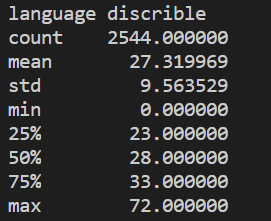 language discrible
count 2544.000000
mean 27.319969
std 9.563529
min 0.000000
25% 23.000000
50% 28.000000
75% 33.000000
max 72.000000